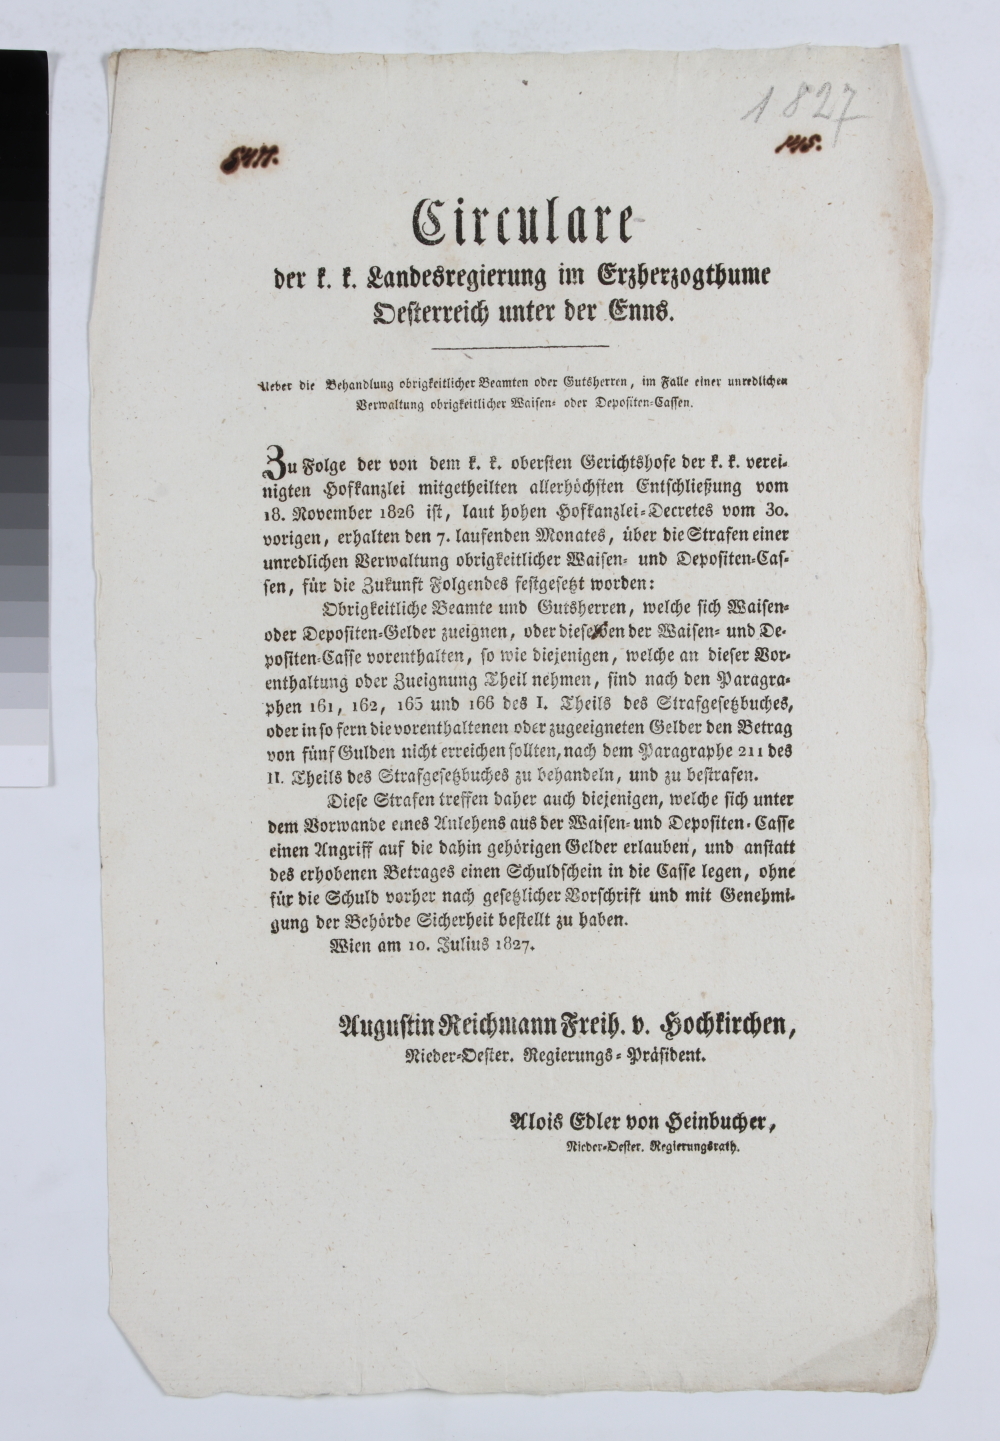 1827
145.
Circulare
der k. k. Landesregierung im Erzherzogthume
Oesterreich unter der Enns.
Ueber die Behandlung obrigkeitlicher Beamten oder Gutsherren, im Falle einer unredlichen
Verwaltung obrigkeitlicher Waisen- oder Depositen-Cassen.
Zu Folge der von dem k. k. obersten Gerichtshofe der k. k. verei-
nigten Hofkanzlei mitgetheilten allerhöchsten Entschließung vom
18. November 1826 ist, laut hohen Hofkanzlei-Decretes vom 30.
vorigen, erhalten den 7. laufenden Monates, über die Strafen einer
unredlichen Verwaltung obrigkeitlicher Waisen- und Depositen-Cas-
sen, für die Zukunft Folgendes festgesetzt worden:
Obrigkeitliche Beamte und Gutsherren, welche sich Waisen-
oder Depositen-Gelder zueignen, oder dieselben der Waisen- und De-
positen-Casse vorenthalten, so wie diejenigen, welche an dieser Vor-
enthaltung oder Zueignung Theil nehmen, sind nach den Paragra-
phen 161, 162, 165 und 166 des I. Theils des Strafgesetzbuches,
oder in so fern die vorenthaltenen oder zugeeigneten Gelder den Betrag
von fünf Gulden nicht erreichen sollten, nach dem Paragraphe 211 des
II. Theils des Strafgesetzbuches zu behandeln, und zu bestrafen.
Diese Strafen treffen daher auch diejenigen, welche sich unter
dem Vorwande eines Anlehens aus der Waisen- und Depositen-Casse
einen Angriff auf die dahin gehörigen Gelder erlauben, und anstatt
des erhobenen Betrages einen Schuldschein in die Casse legen, ohne
für die Schuld vorher nach gesetzlicher Vorschrift und mit Genehmi-
gung der Behörde Sicherheit bestellt zu haben.
Wien am 10. Julius 1827.
Augustin Reichmann Freih. v. Hochkirchen,
Nieder-Oester. Regierungs-Präsident.
Alois Edler von Heinbucher,
Nieder-Oester. Regierungsrath.